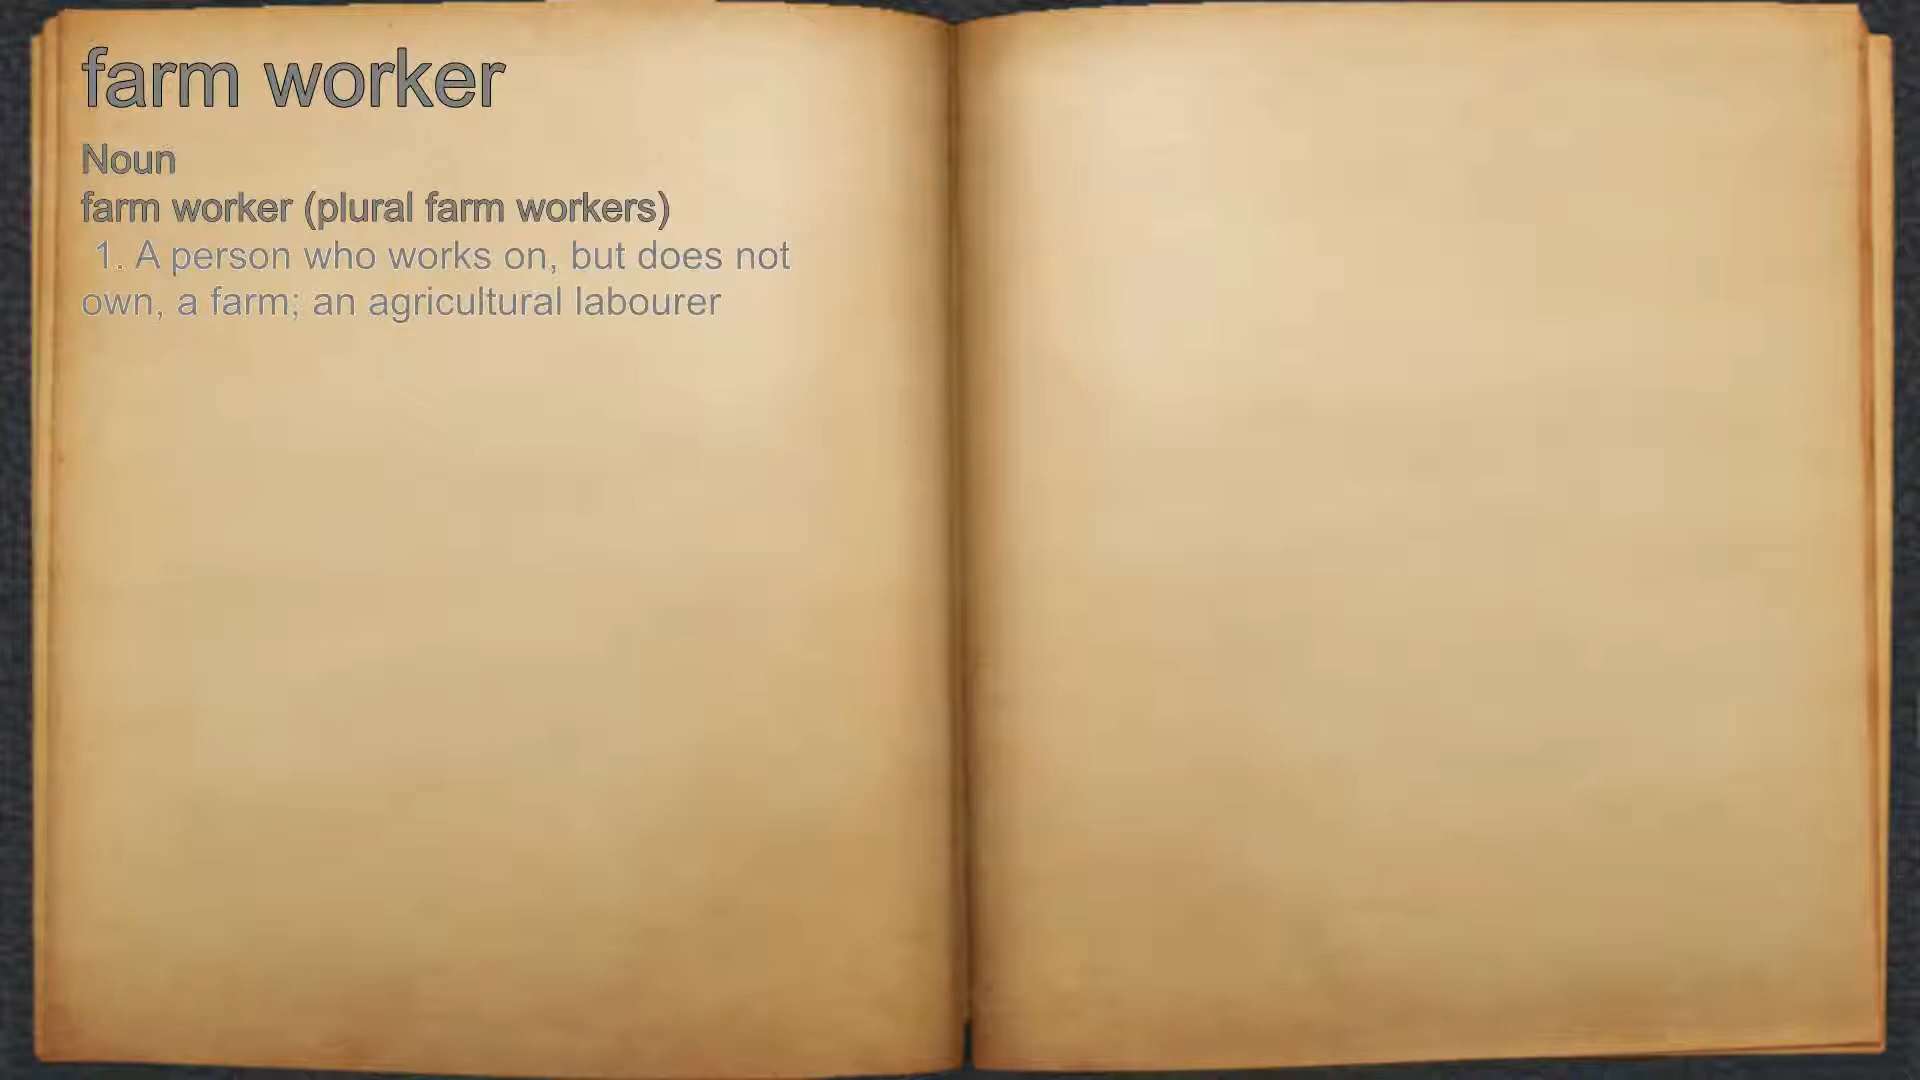 farm worker
Noun
farm worker (plural farm workers)
1. A person who works on, but does not
own, a farm; an agricultural labourer